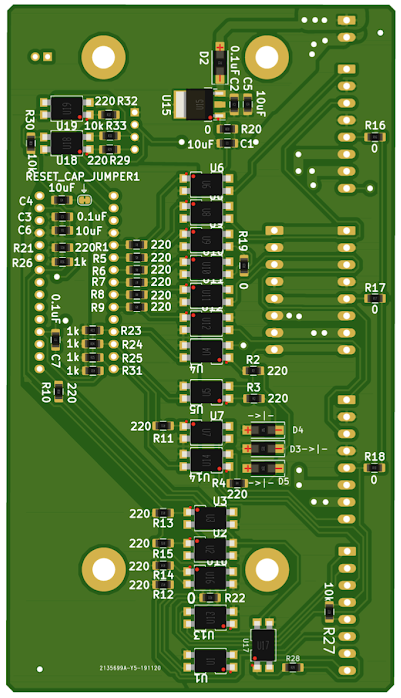 D2
0.1uF
C2
C5
10uF
U15
220 R32
U19
10k R33
R30
U18
220 R29
0 R20
10uF C1
R16
0
RESET_CAP_JUMPER1
10uF
C4
C3 0.1uF
C6 10uF
R21 220
R26 1k
R1 220
R5 220
R6 220
R7 220
R8 220
R9 220
U6
R19
0
R17
0
0.1uF
C7
1k R23
1k R24
1k R25
1k R31
U4
R2
220
R10
220
U5
R3
220
U7
220
R11
->|-
D4
D3->|-
U14
->|-
D5
R4
220
R18
0
U3
220
R13
U2
220
R15
220
R14
220
R12
0 R22
U13
10k
R27
U17
U17
R28
U1
2135699A-Y5-191120